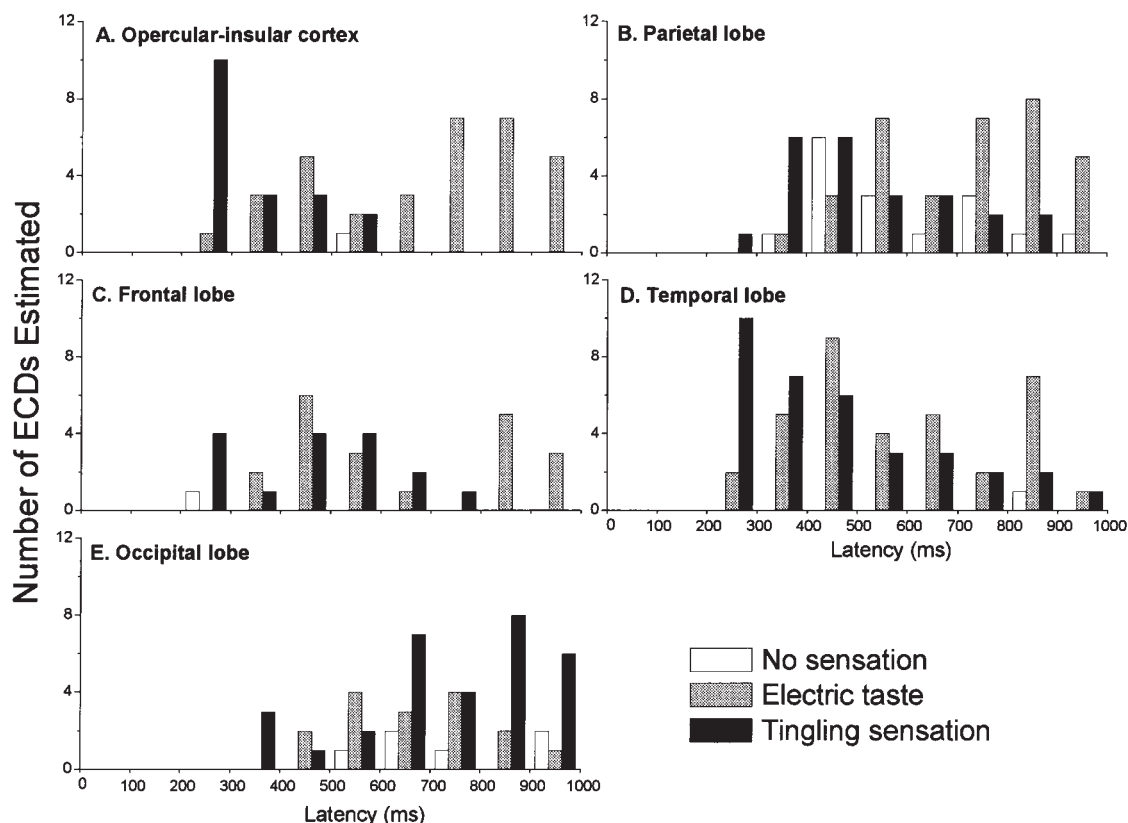 Number of ECDs Estimated
A. Opercular-insular cortex
12
8
4
0
B. Parietal lobe
12
8
4
0
C. Frontal lobe
12
8
4
0
D. Temporal lobe
12
8
4
0
0 100 200 300 400 500 600 700 800 900 1000
Latency (ms)
E. Occipital lobe
12
8
4
0
0 100 200 300 400 500 600 700 800 900 1000
Latency (ms)
No sensation
Electric taste
Tingling sensation